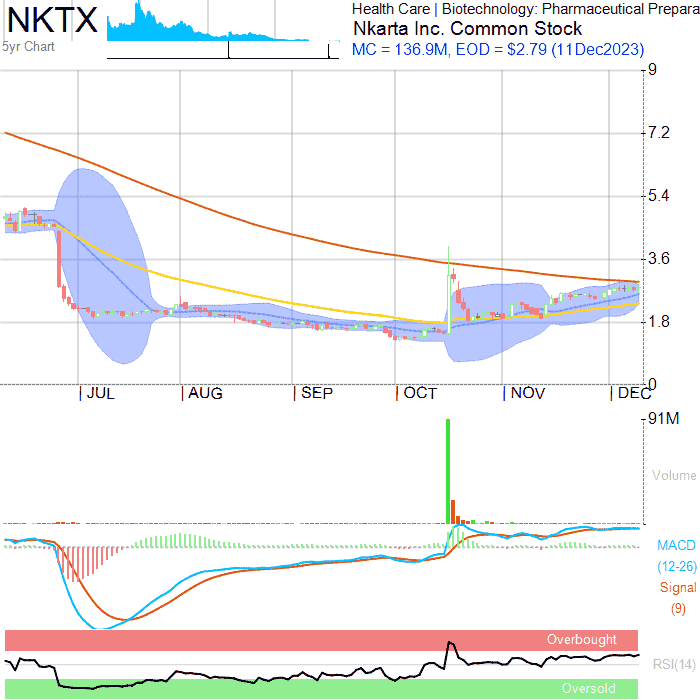 NKTX
5yr Chart
Health Care | Biotechnology: Pharmaceutical Prepara
Nkarta Inc. Common Stock
MC = 136.9M, EOD = $2.79 (11Dec2023)
9
7.2
5.4
3.6
1.8
0
JUL
AUG
SEP
OCT
NOV
DEC
91M
Volume
MACD
(12-26)
Signal
(9)
Overbought
RSI(14)
Oversold